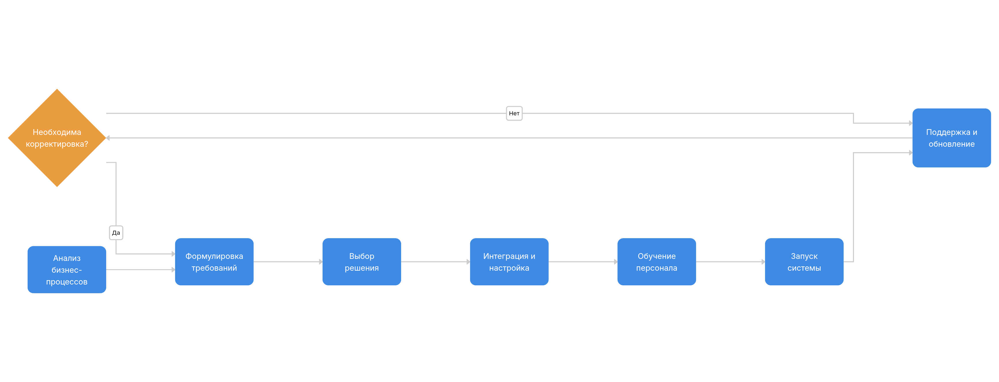 Нет
Необходима
корректировка?
Поддержка и
обновление
Да
Анализ
бизнес-
процессов
Формулировка
требований
Выбор
решения
Интеграция и
настройка
Обучение
персонала
Запуск
системы